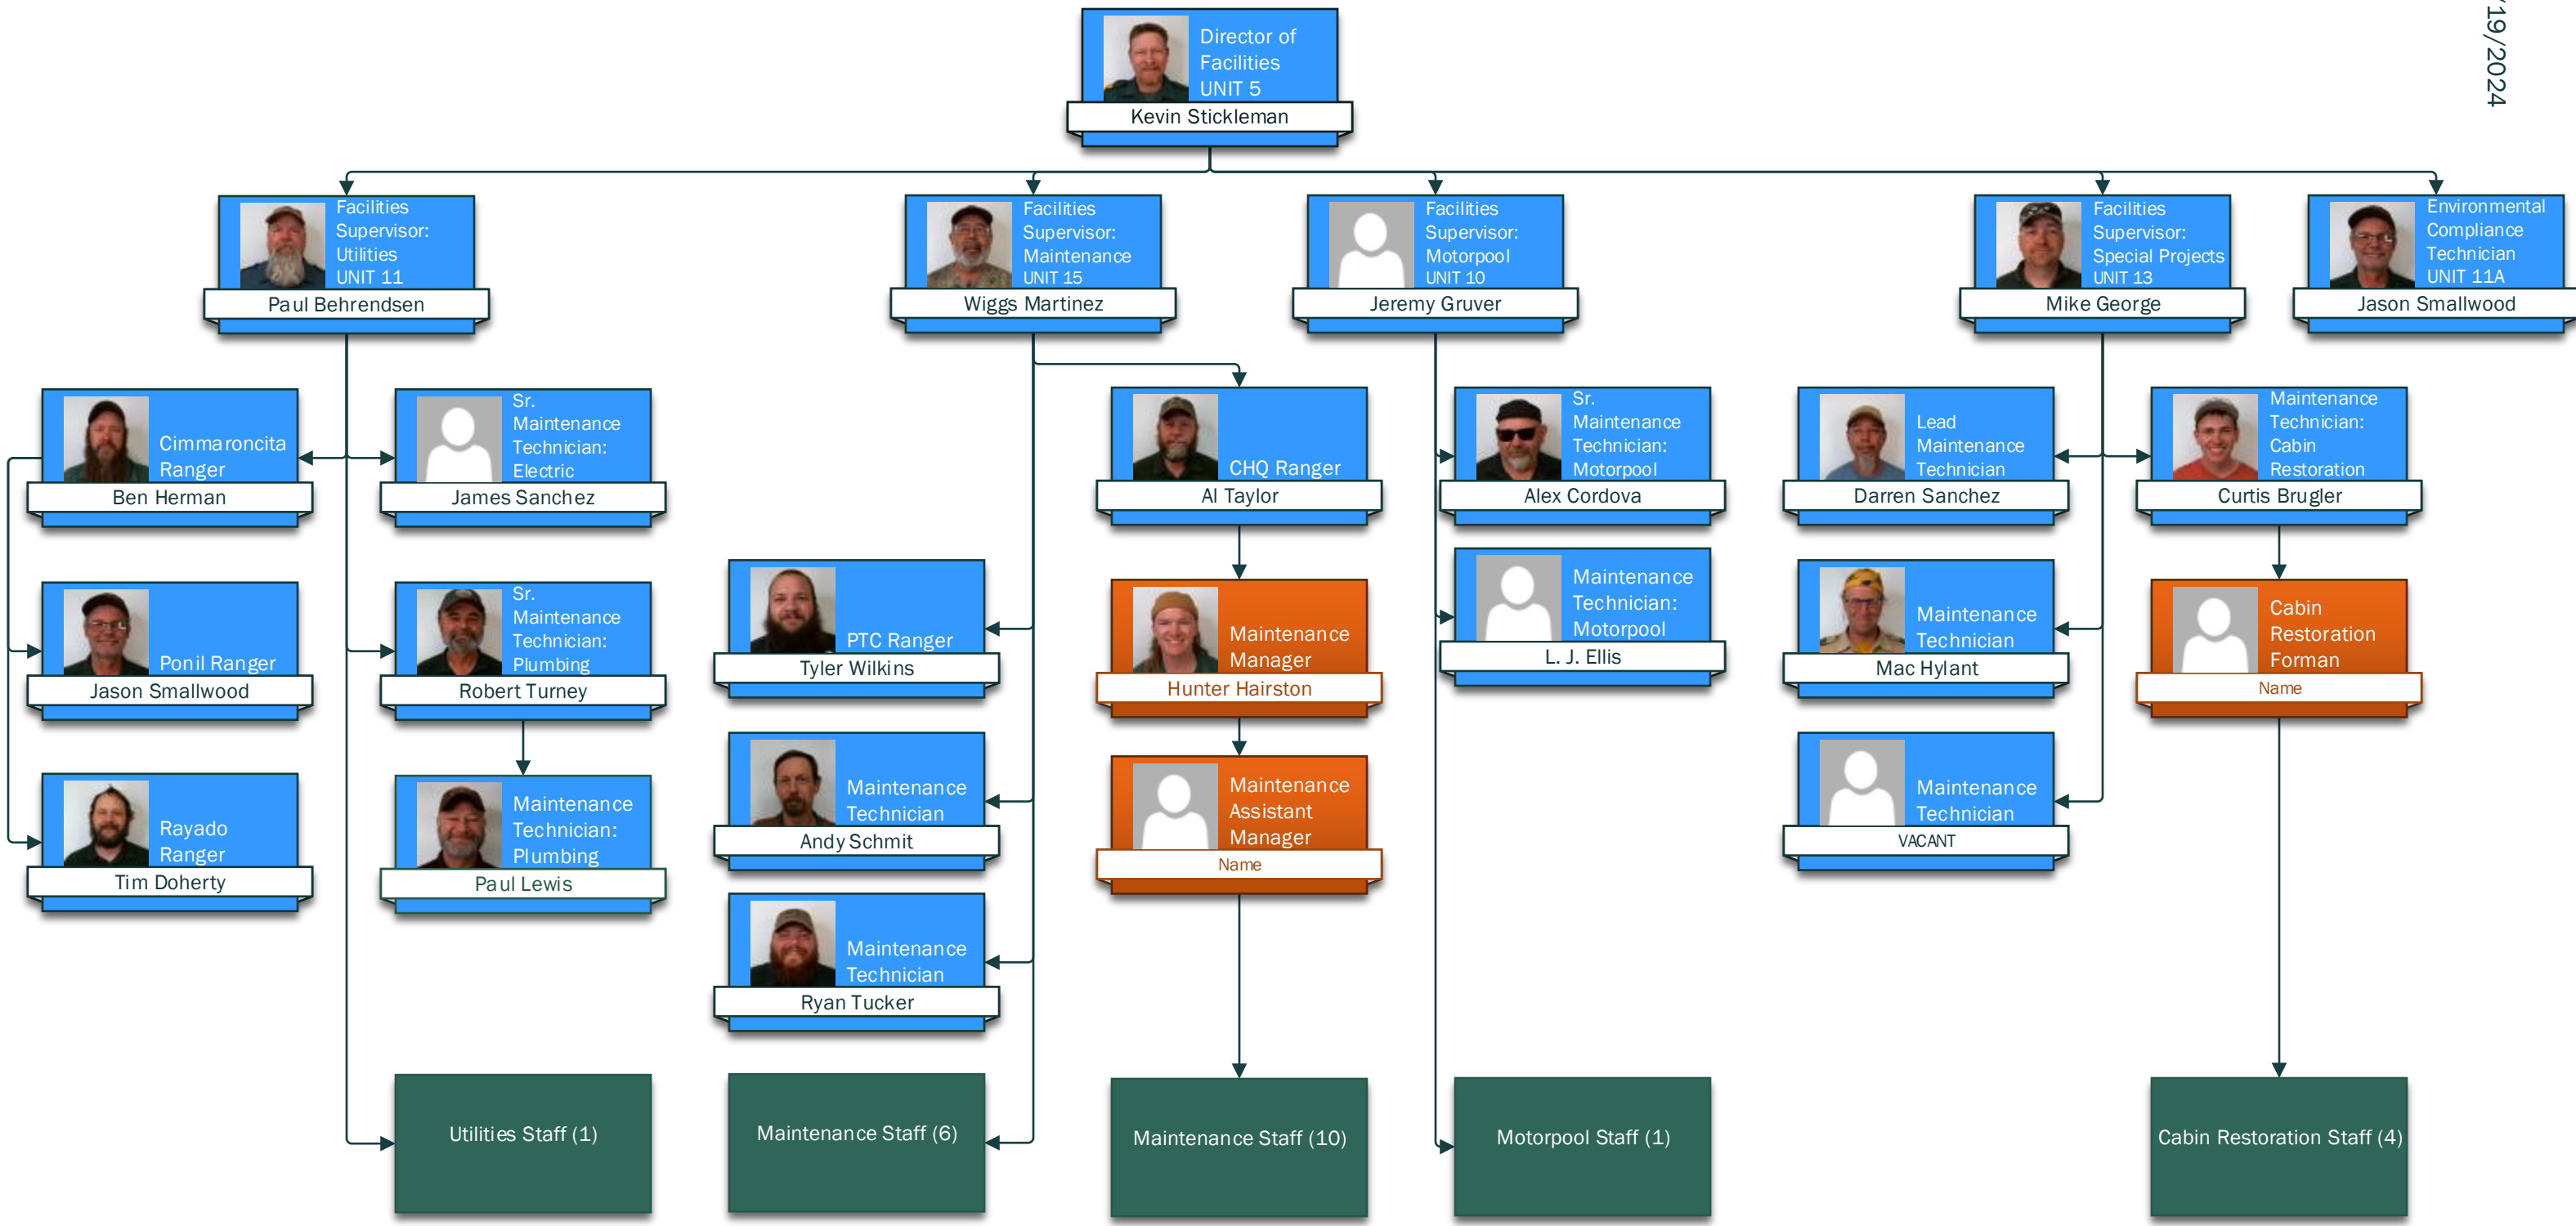 /19/2024
Director of
Facilities
UNIT 5
Kevin Stickleman
Facilities
Supervisor:
Utilities
UNIT 11
Paul Behrendsen
Facilities
Supervisor:
Maintenance
UNIT 15
Wiggs Martinez
Facilities
Supervisor:
Motorpool
UNIT 10
Jeremy Gruver
Facilities
Supervisor:
Special Projects
UNIT 13
Mike George
Environmental
Compliance
Technician
UNIT 11A
Jason Smallwood
Cimmaroncita
Ranger
Ben Herman
Sr.
Maintenance
Technician:
Electric
James Sanchez
CHQ Ranger
Al Taylor
Sr.
Maintenance
Technician:
Motorpool
Alex Cordova
Lead
Maintenance
Technician
Darren Sanchez
Maintenance
Technician:
Cabin
Restoration
Curtis Brugler
Ponil Ranger
Jason Smallwood
Sr.
Maintenance
Technician:
Plumbing
Robert Turney
PTC Ranger
Tyler Wilkins
Maintenance
Manager
Hunter Hairston
Maintenance
Technician:
Motorpool
L. J. Ellis
Maintenance
Technician
Mac Hylant
Cabin
Restoration
Forman
Name
Rayado
Ranger
Tim Doherty
Maintenance
Technician:
Plumbing
Paul Lewis
Maintenance
Technician
Andy Schmit
Maintenance
Assistant
Manager
Name
Maintenance
Technician
VACANT
Maintenance
Technician
Ryan Tucker
Utilities Staff (1)
Maintenance Staff (6)
Maintenance Staff (10)
Motorpool Staff (1)
Cabin Restoration Staff (4)